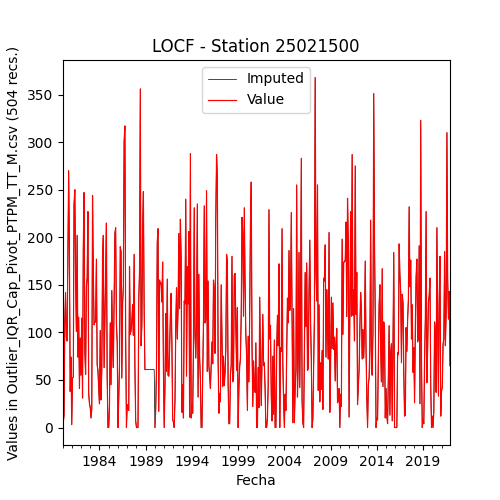 LOCF - Station 25021500
Imputed
Value
Values in Outlier_IQR_Cap_Pivot_PTPM_TT_M.csv (504 recs.)
350
300
250
200
150
100
50
0
1984 1989 1994 1999 2004 2009 2014 2019
Fecha